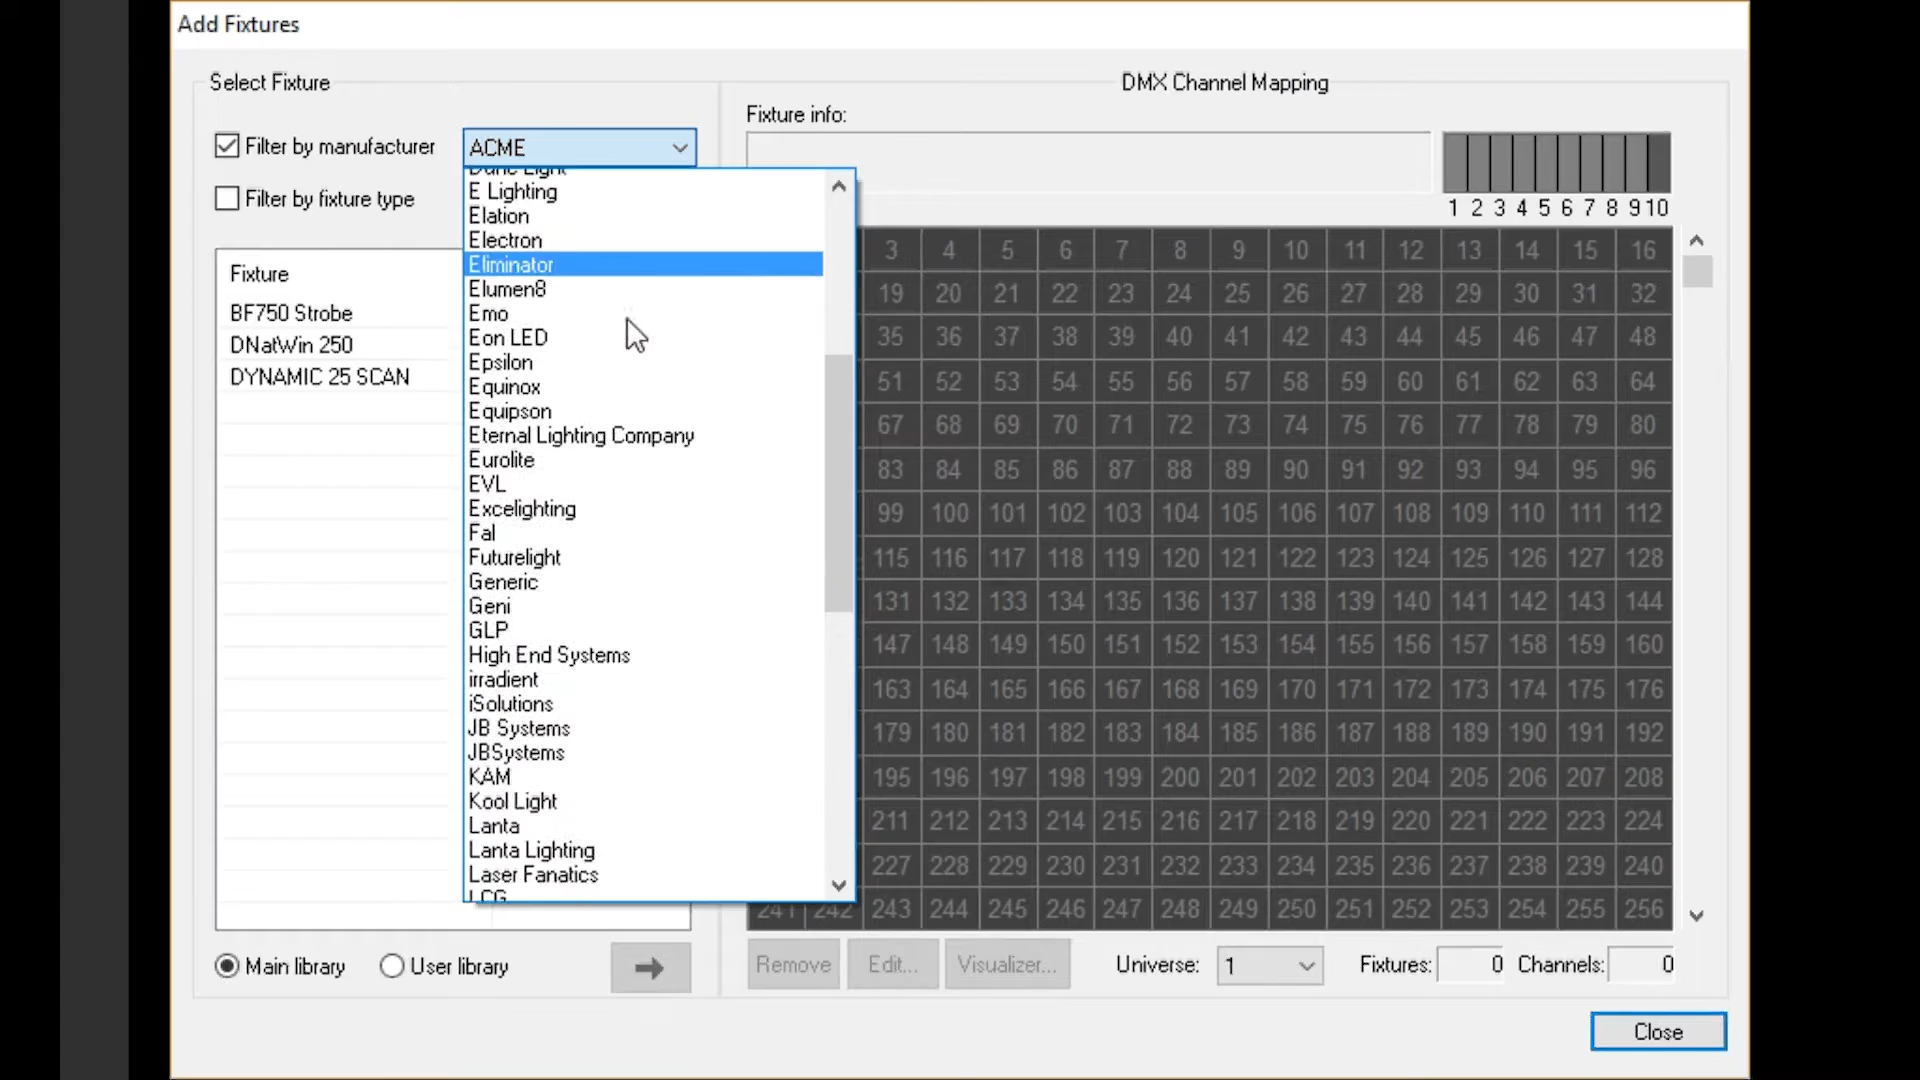 Add Fixtures
Select Fixture
Filter by manufacturer
ACME
Filter by fixture type
E Lighting
Elation
Electron
Eliminator
Elumen8
Emo
Eon LED
Epsilon
Equinox
Equipson
Eternal Lighting Company
Eurolite
EVL
Excelighting
Fal
Futurelight
Generic
Geni
GLP
High End Systems
irradient
iSolutions
JB Systems
JBSystems
KAM
Kool Light
Lanta
Lanta Lighting
Laser Fanatics
LCG
Fixture
BF750 Strobe
DNatWin 250
DYNAMIC 25 SCAN
Main library
User library
DMX Channel Mapping
Fixture info:
1 2 3 4 5 6 7 8 9 10
3 4 5 6 7 8 9 10 11 12 13 14 15 16
19 20 21 22 23 24 25 26 27 28 29 30 31 32
35 36 37 38 39 40 41 42 43 44 45 46 47 48
51 52 53 54 55 56 57 58 59 60 61 62 63 64
67 68 69 70 71 72 73 74 75 76 77 78 79 80
83 84 85 86 87 88 89 90 91 92 93 94 95 96
99 100 101 102 103 104 105 106 107 108 109 110 111 112
115 116 117 118 119 120 121 122 123 124 125 126 127 128
131 132 133 134 135 136 137 138 139 140 141 142 143 144
147 148 149 150 151 152 153 154 155 156 157 158 159 160
163 164 165 166 167 168 169 170 171 172 173 174 175 176
179 180 181 182 183 184 185 186 187 188 189 190 191 192
195 196 197 198 199 200 201 202 203 204 205 206 207 208
211 212 213 214 215 216 217 218 219 220 221 222 223 224
227 228 229 230 231 232 233 234 235 236 237 238 239 240
241 242 243 244 245 246 247 248 249 250 251 252 253 254 255 256
Remove
Edit...
Visualizer...
Universe: 1
Fixtures: 0
Channels: 0
Close